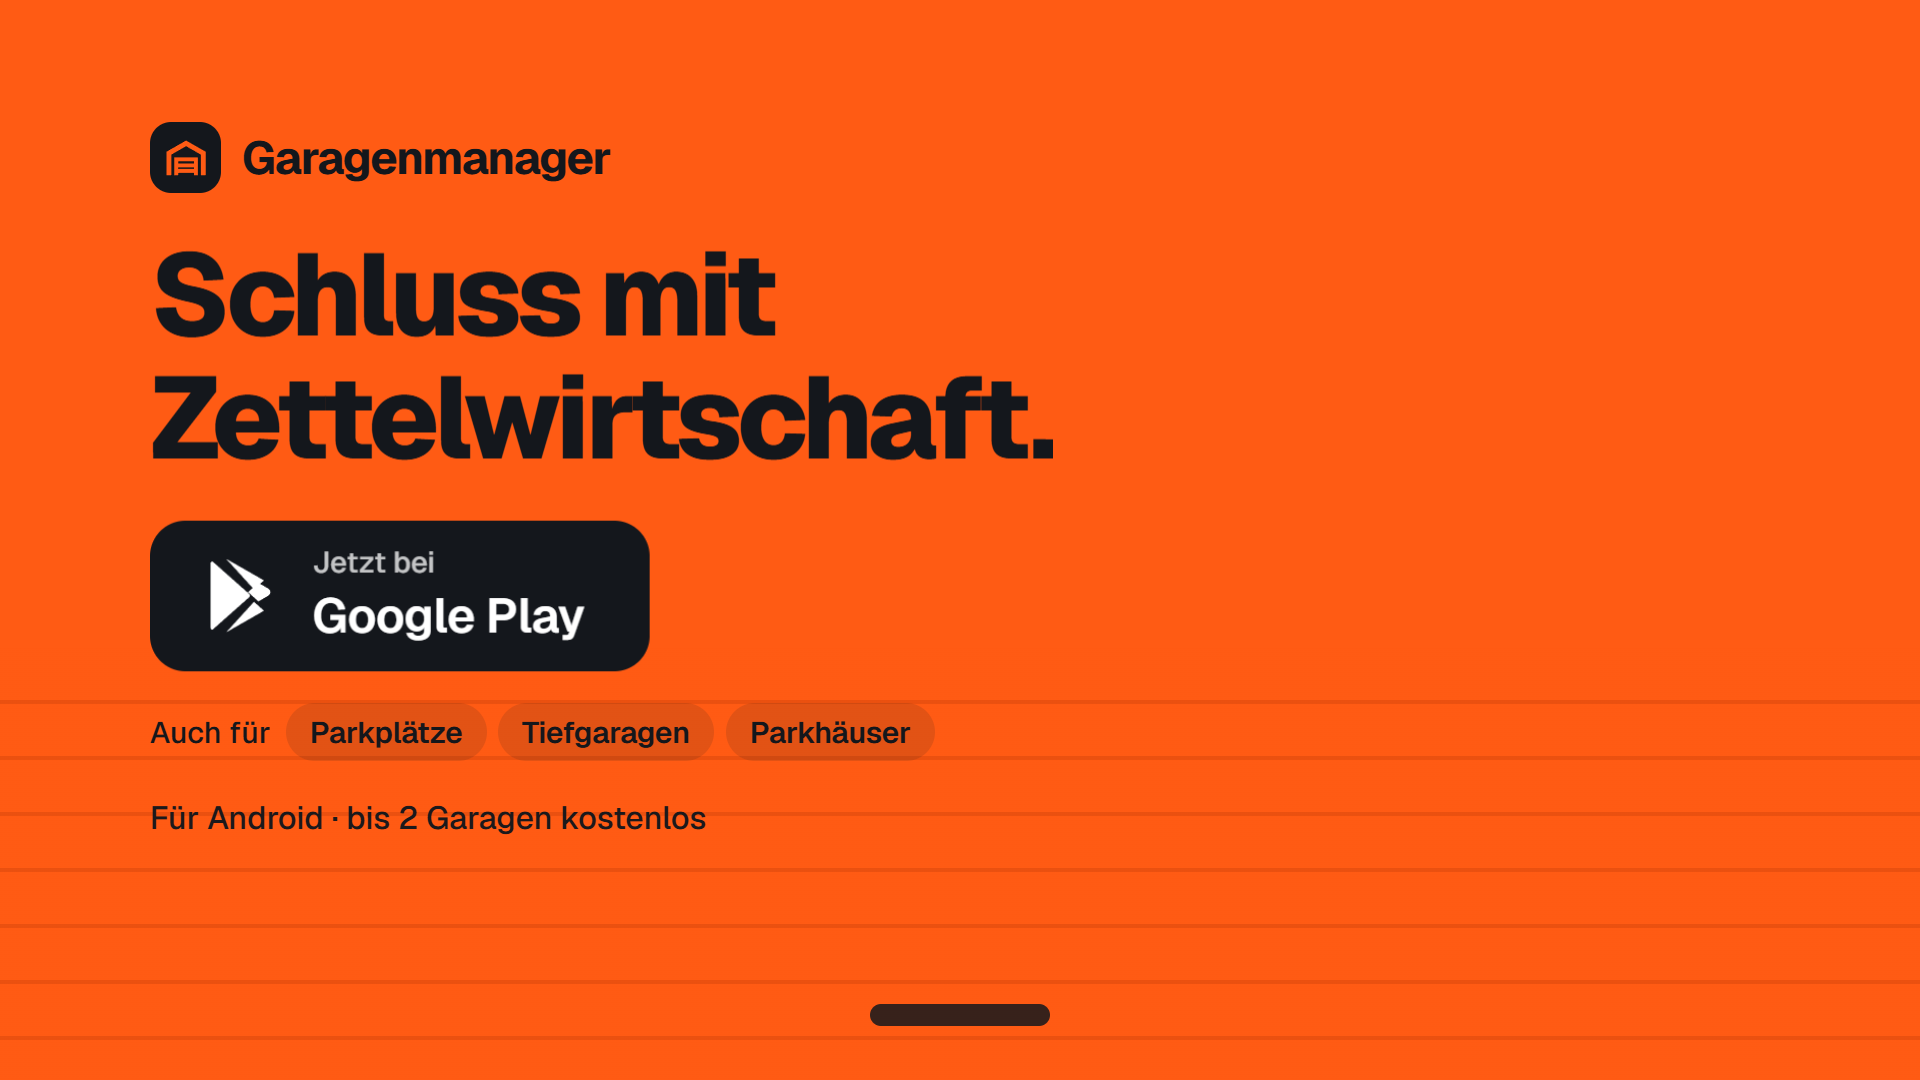 Garagenmanager
Schluss mit
Zettelwirtschaft.
Jetzt bei
Google Play
Auch für Parkplätze Tiefgaragen Parkhäuser
Für Android · bis 2 Garagen kostenlos